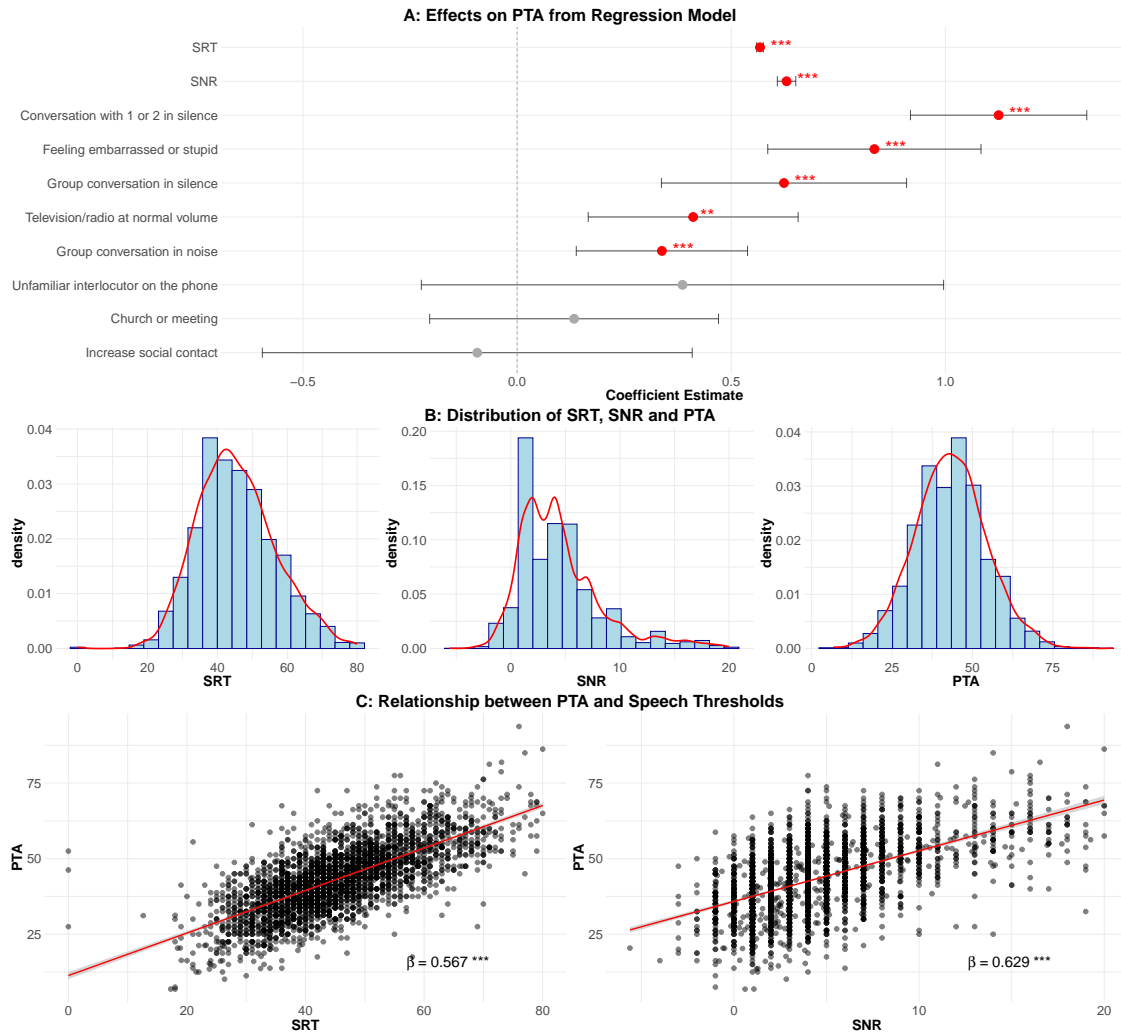 A: Effects on PTA from Regression Model
SRT
***
SNR
***
Conversation with 1 or 2 in silence
***
Feeling embarrassed or stupid
***
Group conversation in silence
***
Television/radio at normal volume
**
Group conversation in noise
***
Unfamiliar interlocutor on the phone
Church or meeting
Increase social contact
−0.5 0.0 0.5 1.0
Coefficient Estimate
B: Distribution of SRT, SNR and PTA
density
0.04
0.03
0.02
0.01
0.00
0 20 40 60 80
SRT
density
0.20
0.15
0.10
0.05
0.00
0 10 20
SNR
density
0.04
0.03
0.02
0.01
0.00
0 25 50 75
PTA
C: Relationship between PTA and Speech Thresholds
PTA
75
50
25
β = 0.567 ***
0 20 40 60 80
SRT
PTA
75
50
25
β = 0.629 ***
0 10 20
SNR